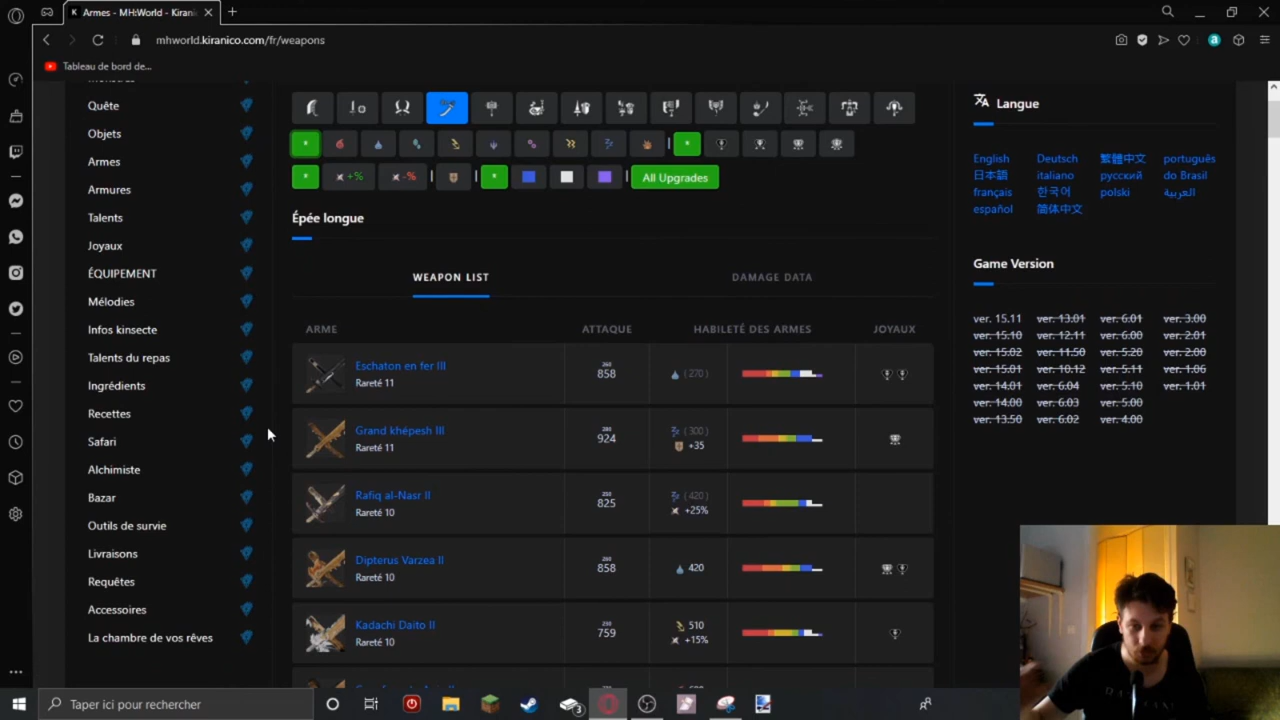 Armes - MH:World - Kiranic
mhworld.kiranico.com/fr/weapons
Tableau de bord de...
Quête
Objets
Armes
Armures
Talents
Joyaux
ÉQUIPEMENT
Mélodies
Infos kinsecte
Talents du repas
Ingrédients
Recettes
Safari
Alchimiste
Bazar
Outils de survie
Livraisons
Requêtes
Accessoires
La chambre de vos rêves
+%
-%
All Upgrades
Épée longue
WEAPON LIST
DAMAGE DATA
ARME ATTAQUE HABILETÉ DES ARMES JOYAUX
Eschaton en fer III
Rareté 11
858
(270)
Grand khépesh III
Rareté 11
924
(300)
+35
Rafiq al-Nasr II
Rareté 10
825
(420)
+25%
Dipterus Varzea II
Rareté 10
858
420
Kadachi Daito II
Rareté 10
759
510
+15%
Langue
English Deutsch 繁體中文 português do Brasil
日本語 italiano русский
français 한국어 polski العربية
español 简体中文
Game Version
ver. 15.11 ver. 13.01 ver. 6.01 ver. 3.00
ver. 15.10 ver. 12.11 ver. 6.00 ver. 2.01
ver. 15.02 ver. 11.50 ver. 5.20 ver. 2.00
ver. 15.01 ver. 10.12 ver. 5.11 ver. 1.06
ver. 14.01 ver. 6.04 ver. 5.10 ver. 1.01
ver. 14.00 ver. 6.03 ver. 5.00
ver. 13.50 ver. 6.02 ver. 4.00
Taper ici pour rechercher